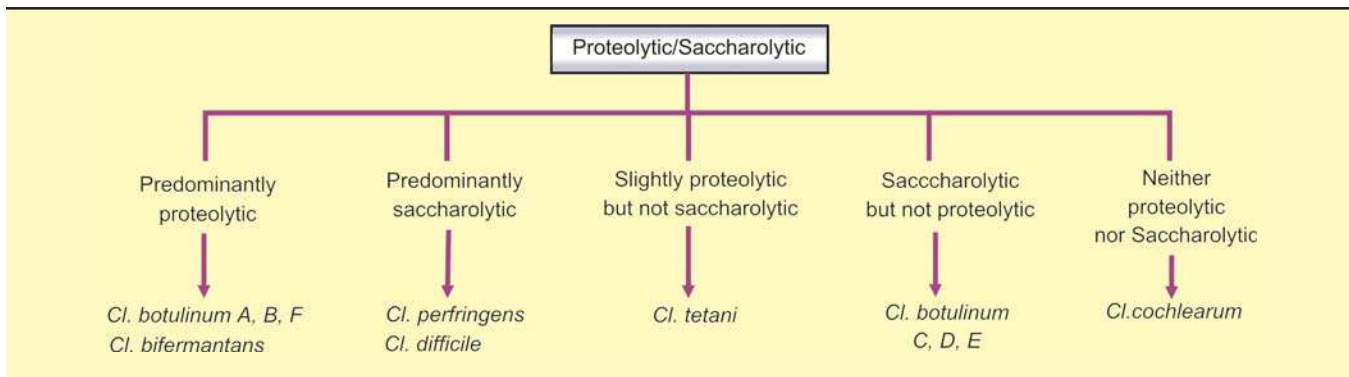 Proteolytic/Saccharolytic
Predominantly
proteolytic
Predominantly
saccharolytic
Slightly proteolytic
but not saccharolytic
Sacccharolytic
but not proteolytic
Neither
proteolytic
nor Saccharolytic
Cl. botulinum A, B, F
Cl. bifermantans
Cl. perfringens
Cl. difficile
Cl. tetani
Cl. botulinum
C, D, E
Cl.cochlearum